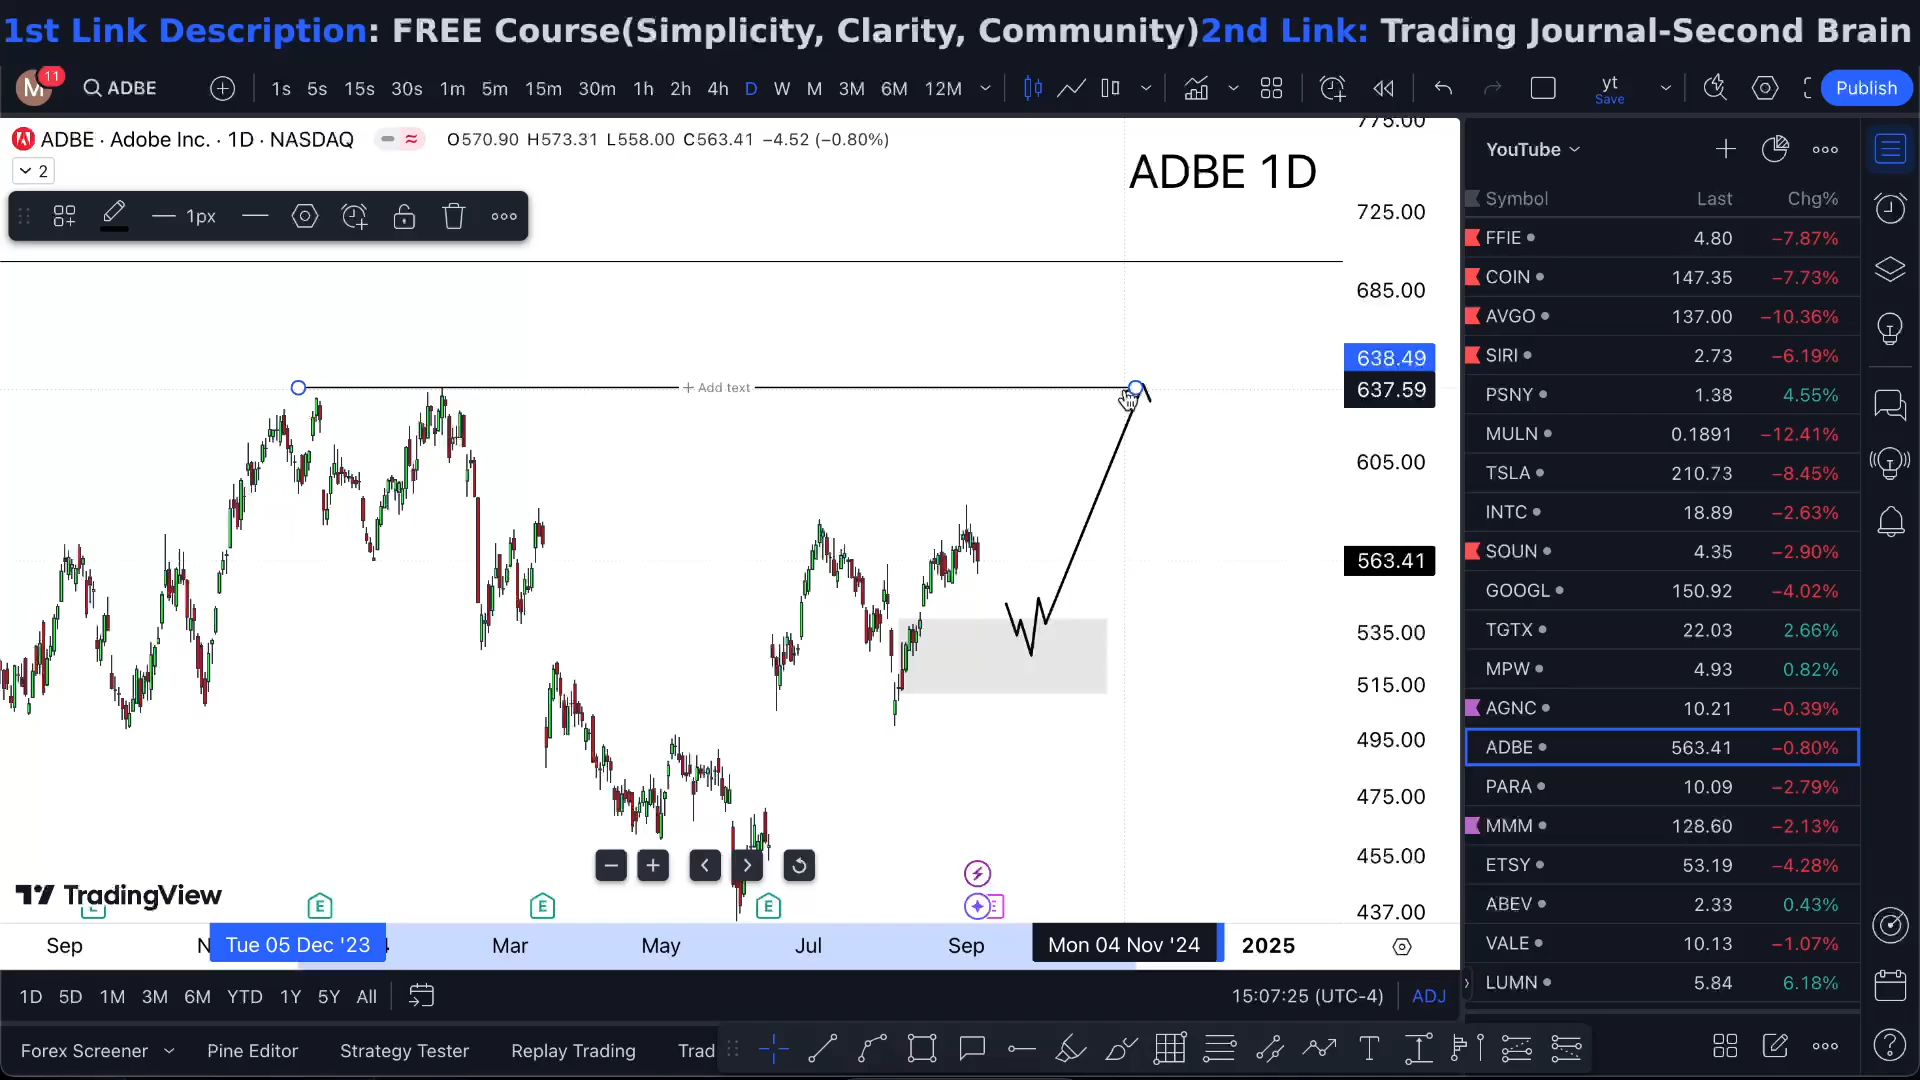 1st Link Description: FREE Course(Simplicity, Clarity, Community)2nd Link: Trading Journal-Second Brain
M 11 ADBE 1s 5s 15s 30s 1m 5m 15m 30m 1h 2h 4h D W M 3M 6M 12M yt Save Publish
ADBE · Adobe Inc. · 1D · NASDAQ O570.90 H573.31 L558.00 C563.41 −4.52 (−0.80%)
2
ADBE 1D
1px
775.00
725.00
685.00
638.49
637.59
605.00
563.41
535.00
515.00
495.00
475.00
455.00
437.00
+ Add text
TradingView
E E E E
Sep N Tue 05 Dec '23 Mar May Jul Sep Mon 04 Nov '24 2025
1D 5D 1M 3M 6M YTD 1Y 5Y All 15:07:25 (UTC-4) ADJ
Forex Screener Pine Editor Strategy Tester Replay Trading Trad
YouTube
Symbol Last Chg%
FFIE 4.80 −7.87%
COIN 147.35 −7.73%
AVGO 137.00 −10.36%
SIRI 2.73 −6.19%
PSNY 1.38 4.55%
MULN 0.1891 −12.41%
TSLA 210.73 −8.45%
INTC 18.89 −2.63%
SOUN 4.35 −2.90%
GOOGL 150.92 −4.02%
TGTX 22.03 2.66%
MPW 4.93 0.82%
AGNC 10.21 −0.39%
ADBE 563.41 −0.80%
PARA 10.09 −2.79%
MMM 128.60 −2.13%
ETSY 53.19 −4.28%
ABEV 2.33 0.43%
VALE 10.13 −1.07%
LUMN 5.84 6.18%